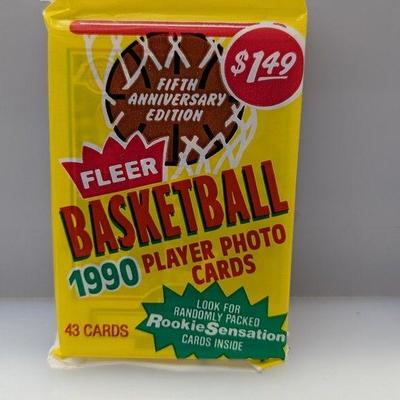 $1.49
FIFTH
ANNIVERSARY
EDITION
FLEER
BASKETBALL
1990 PLAYER PHOTO
CARDS
43 CARDS
LOOK FOR
RANDOMLY PACKED
RookieSensation
CARDS INSIDE